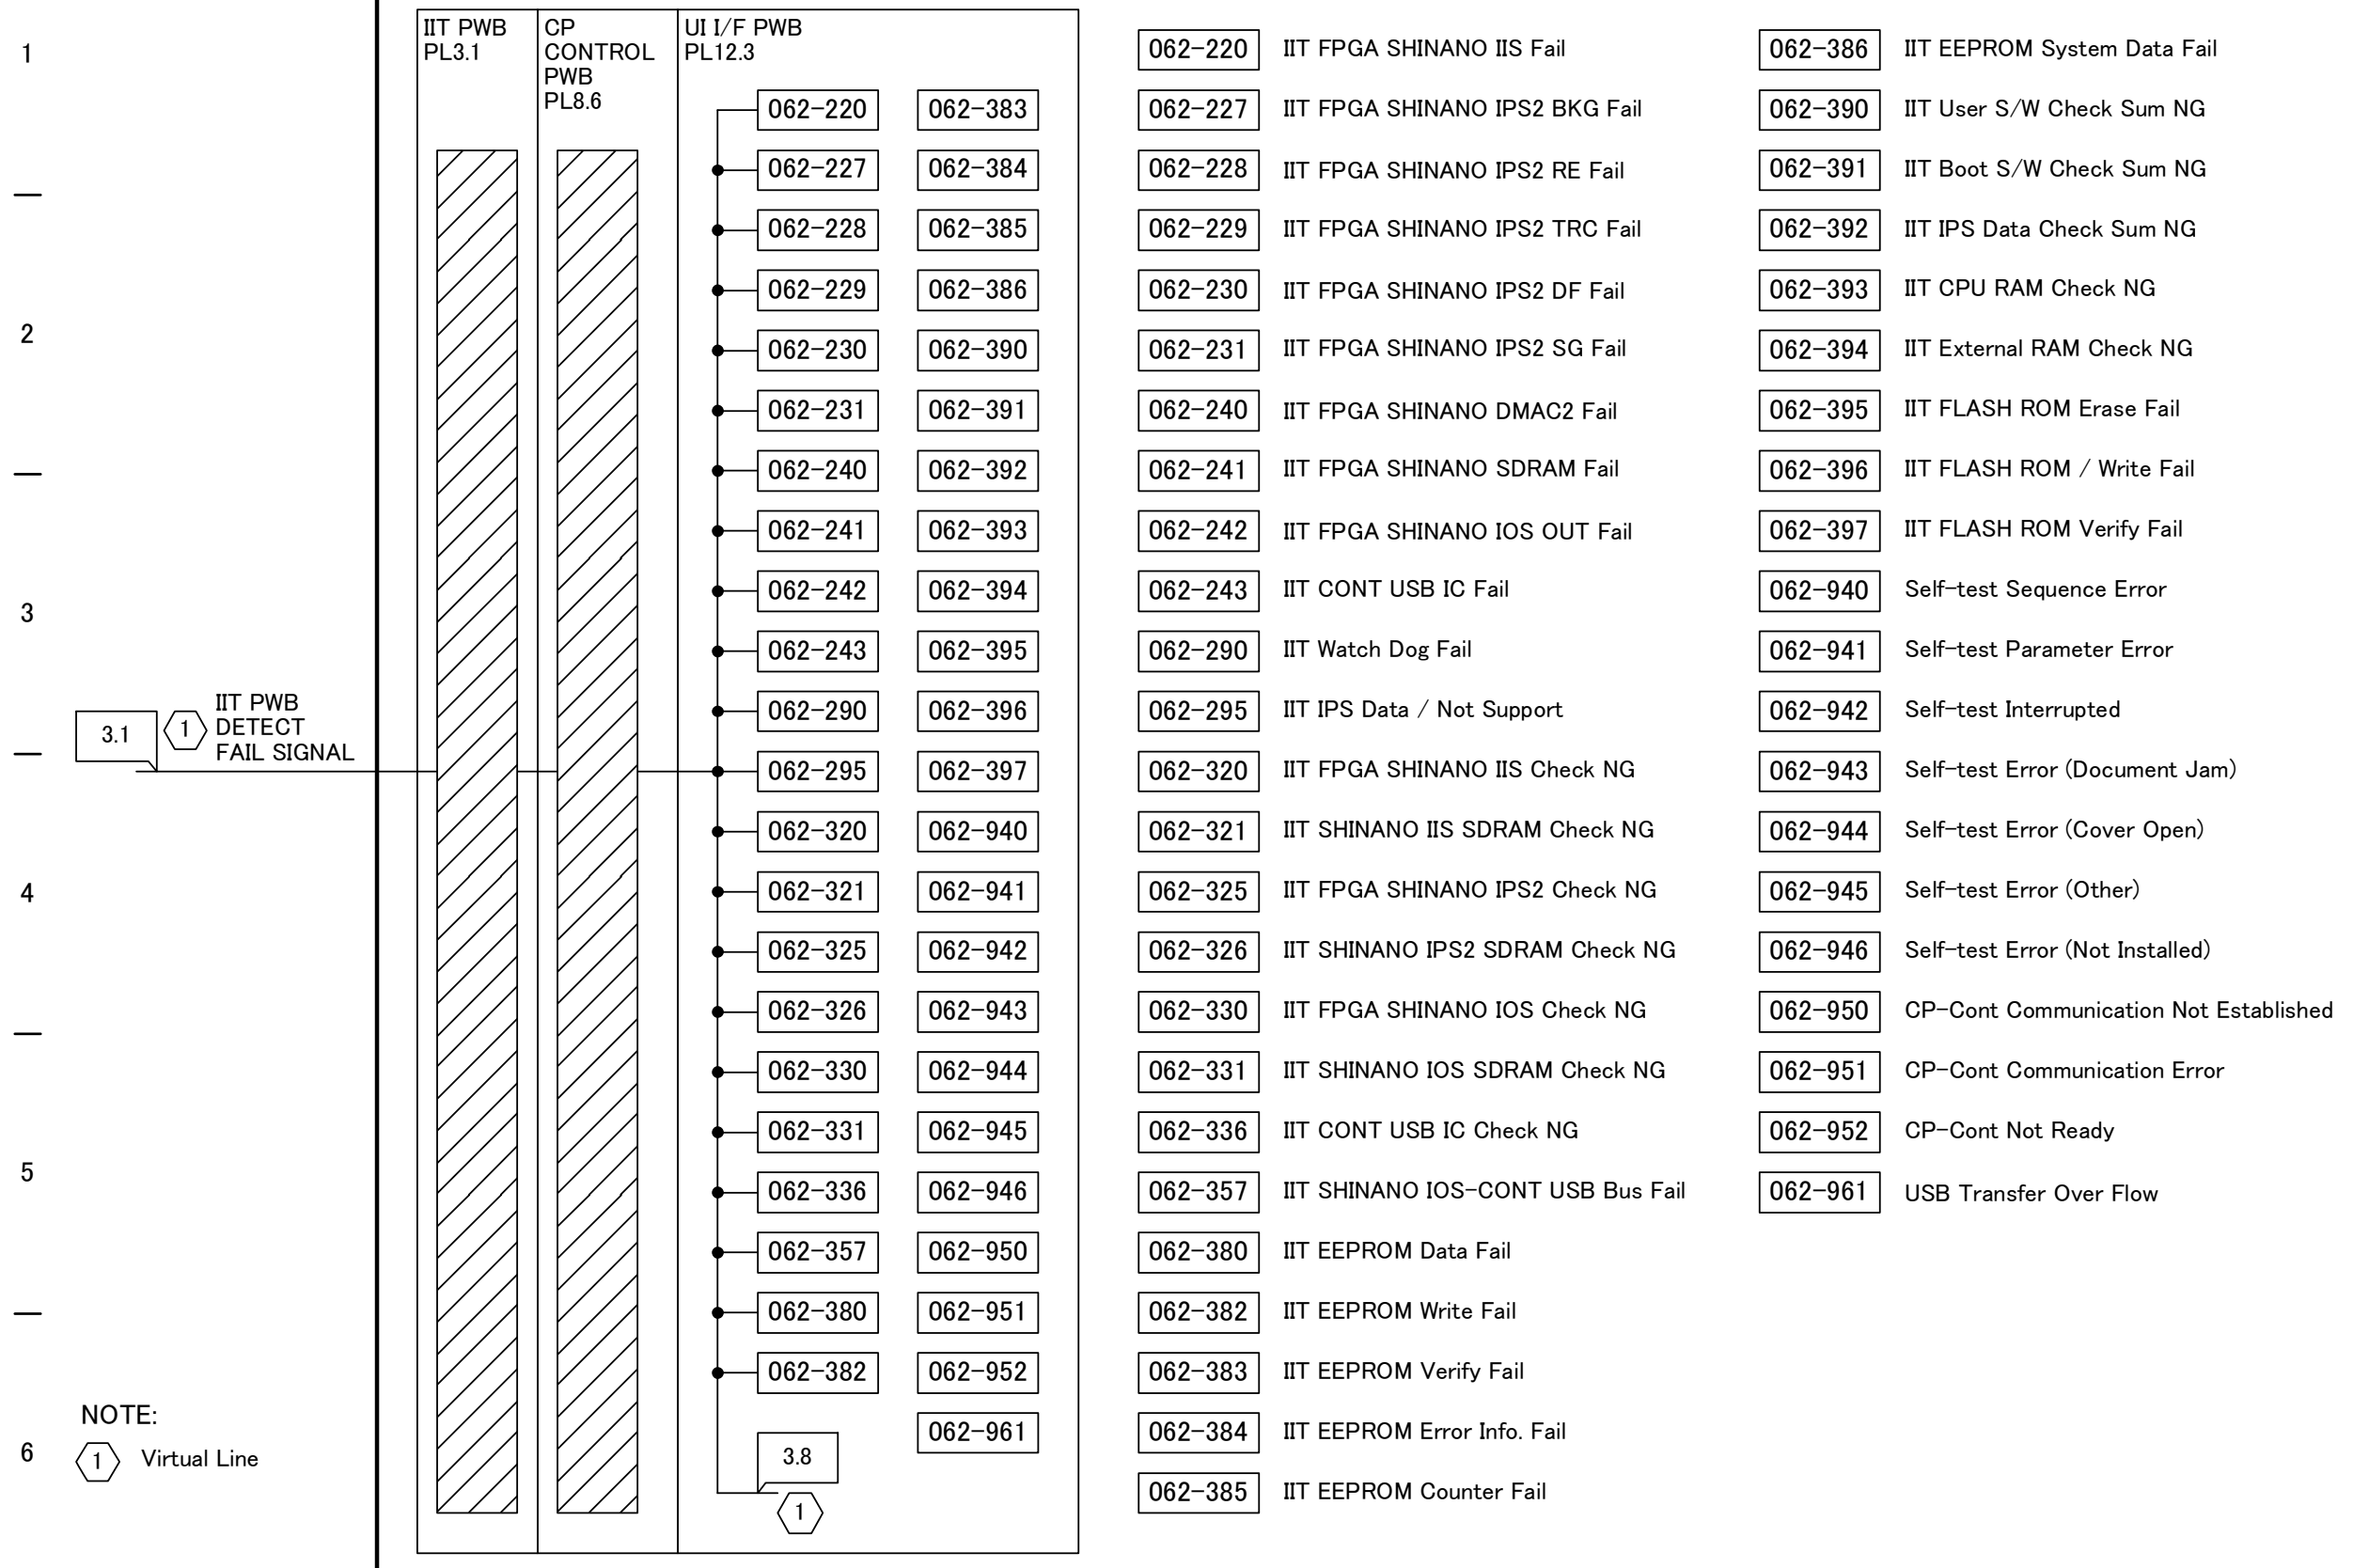 1
2
3
4
5
6
IIT PWB
PL3.1
CP
CONTROL
PWB
PL8.6
UI I/F PWB
PL12.3
3.1
1
IIT PWB
DETECT
FAIL SIGNAL
062-220 062-383
062-227 062-384
062-228 062-385
062-229 062-386
062-230 062-390
062-231 062-391
062-240 062-392
062-241 062-393
062-242 062-394
062-243 062-395
062-290 062-396
062-295 062-397
062-320 062-940
062-321 062-941
062-325 062-942
062-326 062-943
062-330 062-944
062-331 062-945
062-336 062-946
062-357 062-950
062-380 062-951
062-382 062-952
062-961
3.8
1
062-220 IIT FPGA SHINANO IIS Fail
062-227 IIT FPGA SHINANO IPS2 BKG Fail
062-228 IIT FPGA SHINANO IPS2 RE Fail
062-229 IIT FPGA SHINANO IPS2 TRC Fail
062-230 IIT FPGA SHINANO IPS2 DF Fail
062-231 IIT FPGA SHINANO IPS2 SG Fail
062-240 IIT FPGA SHINANO DMAC2 Fail
062-241 IIT FPGA SHINANO SDRAM Fail
062-242 IIT FPGA SHINANO IOS OUT Fail
062-243 IIT CONT USB IC Fail
062-290 IIT Watch Dog Fail
062-295 IIT IPS Data / Not Support
062-320 IIT FPGA SHINANO IIS Check NG
062-321 IIT SHINANO IIS SDRAM Check NG
062-325 IIT FPGA SHINANO IPS2 Check NG
062-326 IIT SHINANO IPS2 SDRAM Check NG
062-330 IIT FPGA SHINANO IOS Check NG
062-331 IIT SHINANO IOS SDRAM Check NG
062-336 IIT CONT USB IC Check NG
062-357 IIT SHINANO IOS-CONT USB Bus Fail
062-380 IIT EEPROM Data Fail
062-382 IIT EEPROM Write Fail
062-383 IIT EEPROM Verify Fail
062-384 IIT EEPROM Error Info. Fail
062-385 IIT EEPROM Counter Fail
062-386 IIT EEPROM System Data Fail
062-390 IIT User S/W Check Sum NG
062-391 IIT Boot S/W Check Sum NG
062-392 IIT IPS Data Check Sum NG
062-393 IIT CPU RAM Check NG
062-394 IIT External RAM Check NG
062-395 IIT FLASH ROM Erase Fail
062-396 IIT FLASH ROM / Write Fail
062-397 IIT FLASH ROM Verify Fail
062-940 Self-test Sequence Error
062-941 Self-test Parameter Error
062-942 Self-test Interrupted
062-943 Self-test Error (Document Jam)
062-944 Self-test Error (Cover Open)
062-945 Self-test Error (Other)
062-946 Self-test Error (Not Installed)
062-950 CP-Cont Communication Not Established
062-951 CP-Cont Communication Error
062-952 CP-Cont Not Ready
062-961 USB Transfer Over Flow
NOTE:
1 Virtual Line